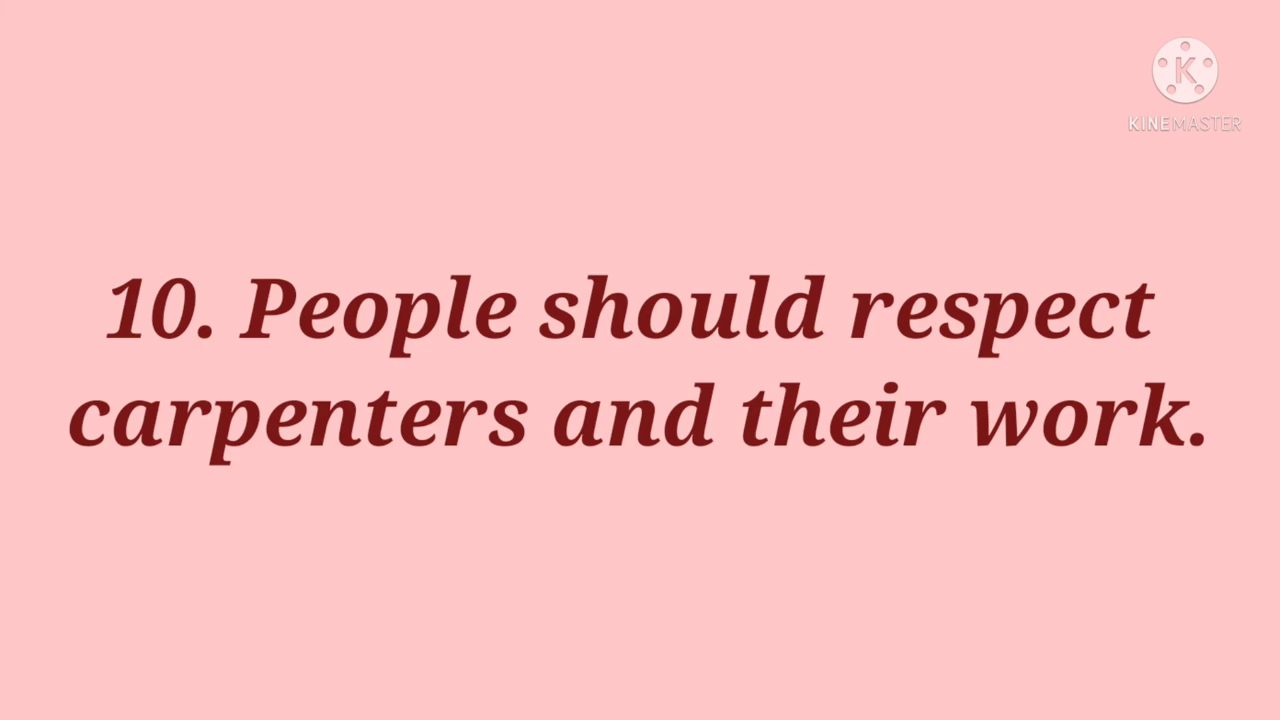 K
KINEMASTER
10. People should respect
carpenters and their work.